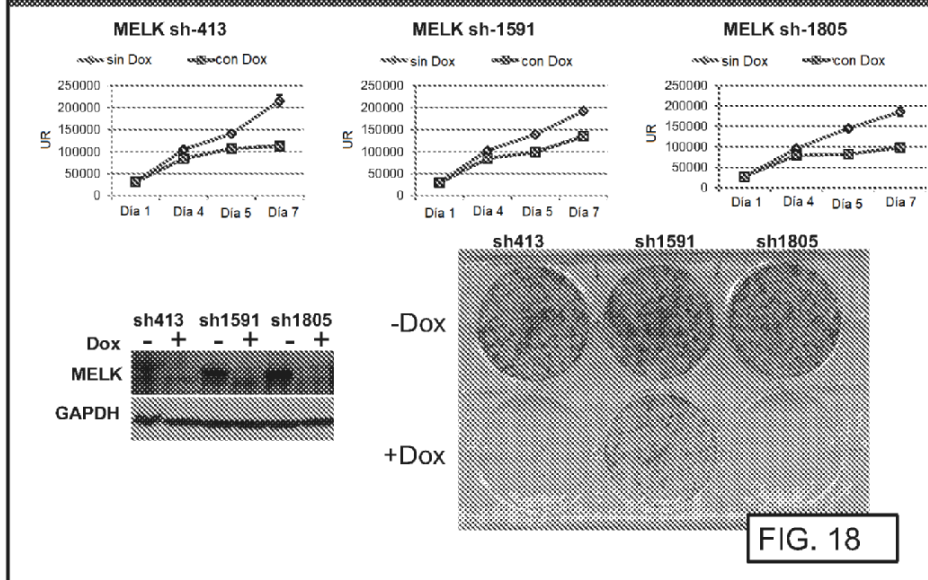 MELK sh-413
MELK sh-1591
MELK sh-1805
sin Dox con Dox
sin Dox con Dox
sin Dox con Dox
UR
250000
200000
150000
100000
50000
0
Día 1 Día 4 Día 5 Día 7
UR
250000
200000
150000
100000
50000
0
Día 1 Día 4 Día 5 Día 7
UR
250000
200000
150000
100000
50000
0
Día 1 Día 4 Día 5 Día 7
sh413 sh1591 sh1805
Dox - + - + - +
MELK
GAPDH
sh413 sh1591 sh1805
-Dox
+Dox
FIG. 18